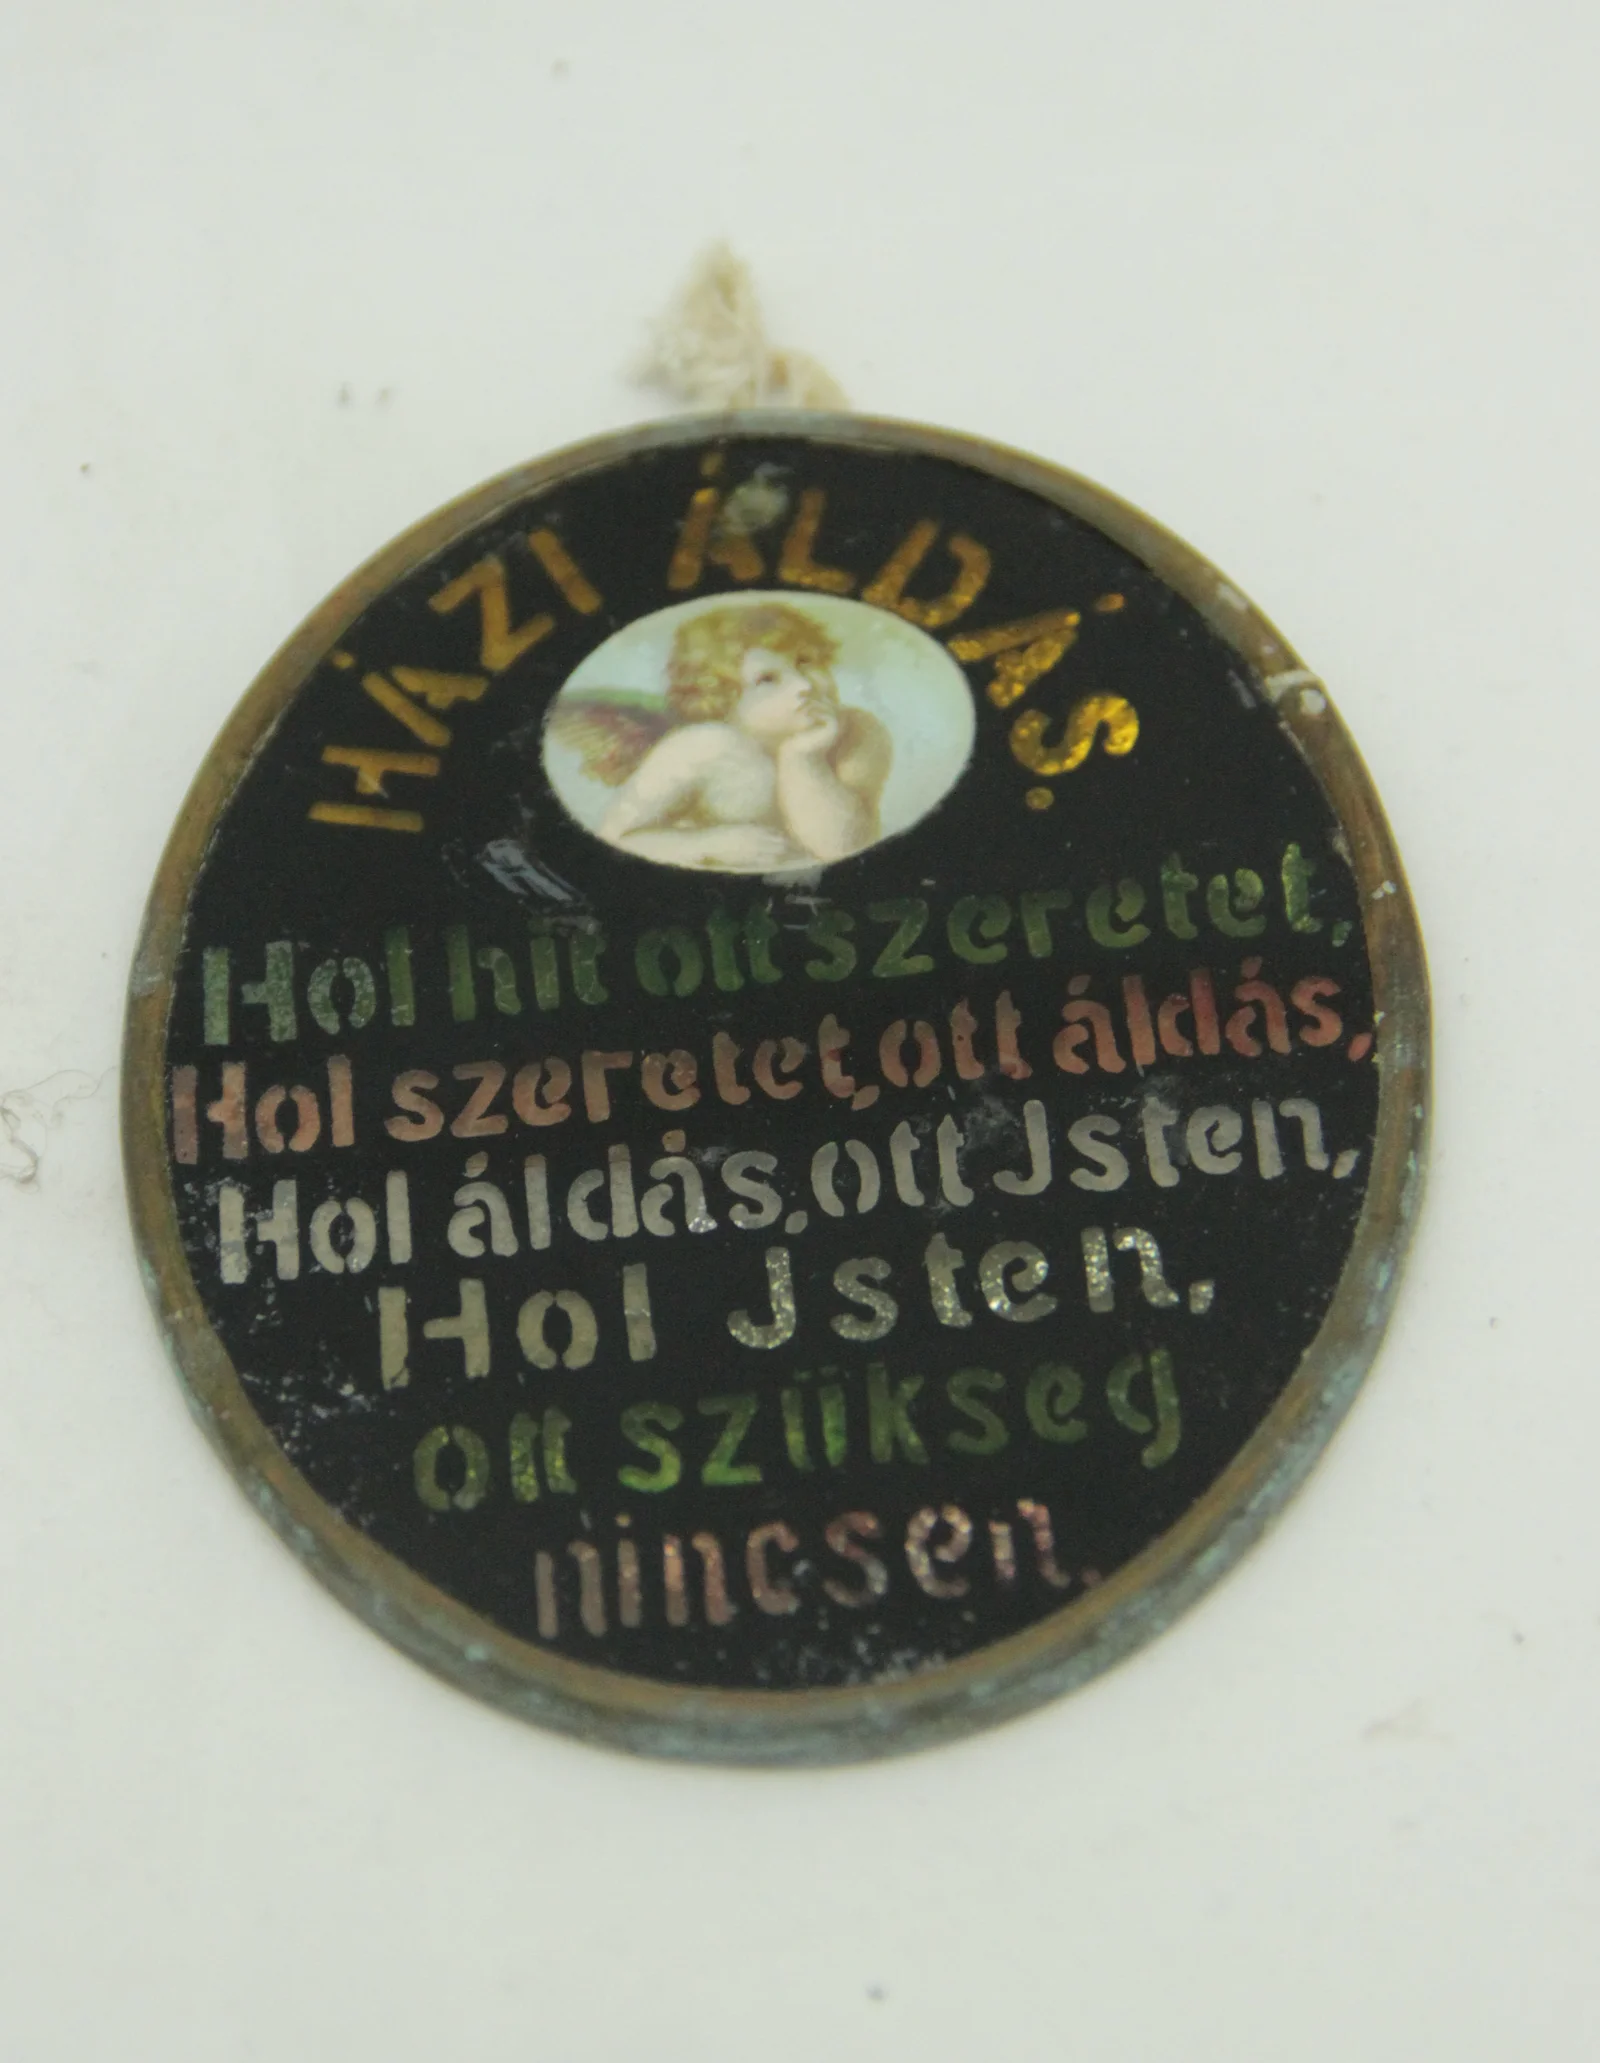 HÁZI ÁLDÁS.
Hol hit ott szeretet,
Hol szeretet, ott áldás,
Hol áldás, ott Jsten,
Hol Jsten,
ott szükseg
nincsen.